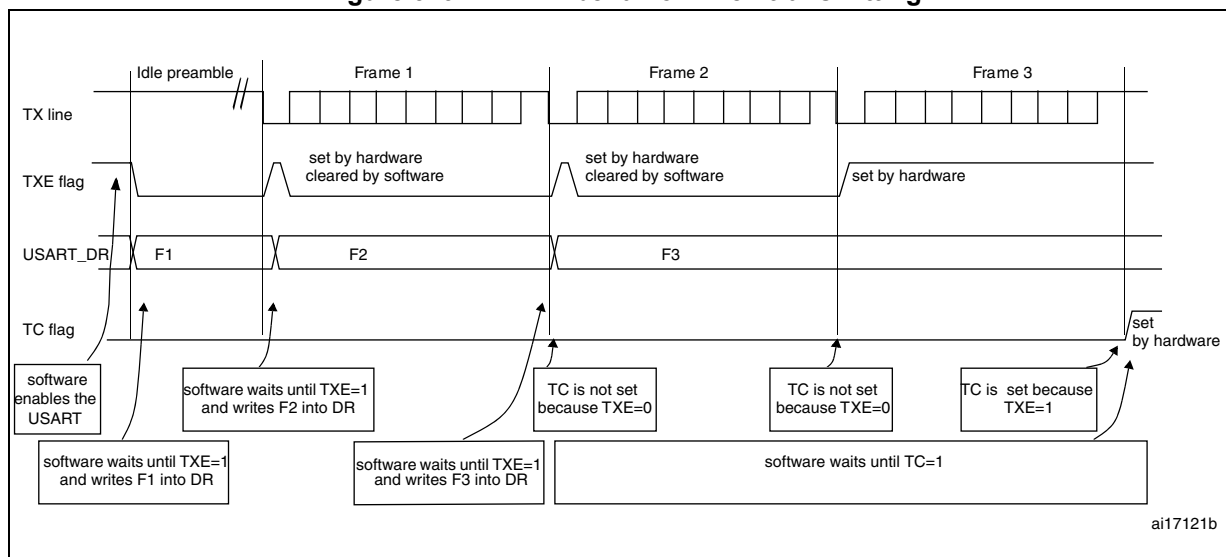 Idle preamble
Frame 1
Frame 2
Frame 3
TX line
TXE flag
set by hardware
cleared by software
set by hardware
cleared by software
set by hardware
USART_DR
F1
F2
F3
TC flag
set
by hardware
software
enables the
USART
software waits until TXE=1
and writes F2 into DR
TC is not set
because TXE=0
TC is not set
because TXE=0
TC is set because
TXE=1
software waits until TXE=1
and writes F1 into DR
software waits until TXE=1
and writes F3 into DR
software waits until TC=1
ai17121b